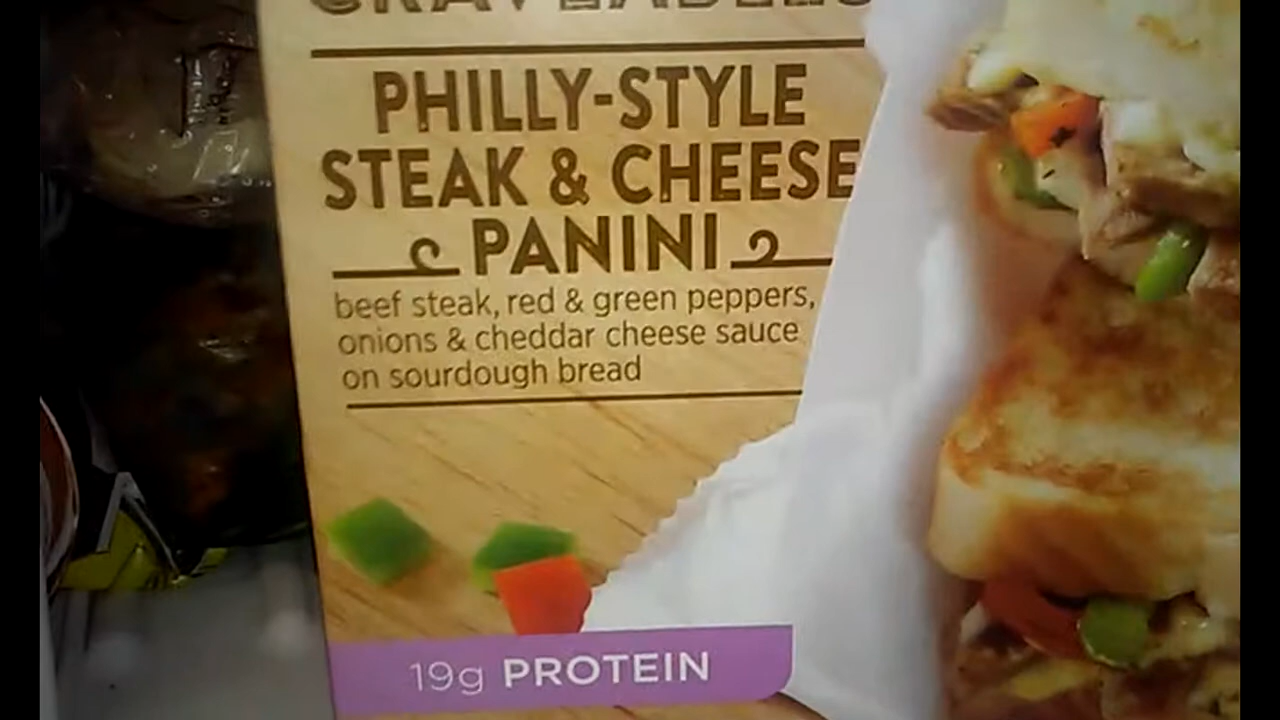 CRAVEABLES
PHILLY-STYLE
STEAK & CHEESE
PANINI
beef steak, red & green peppers,
onions & cheddar cheese sauce
on sourdough bread
19g PROTEIN